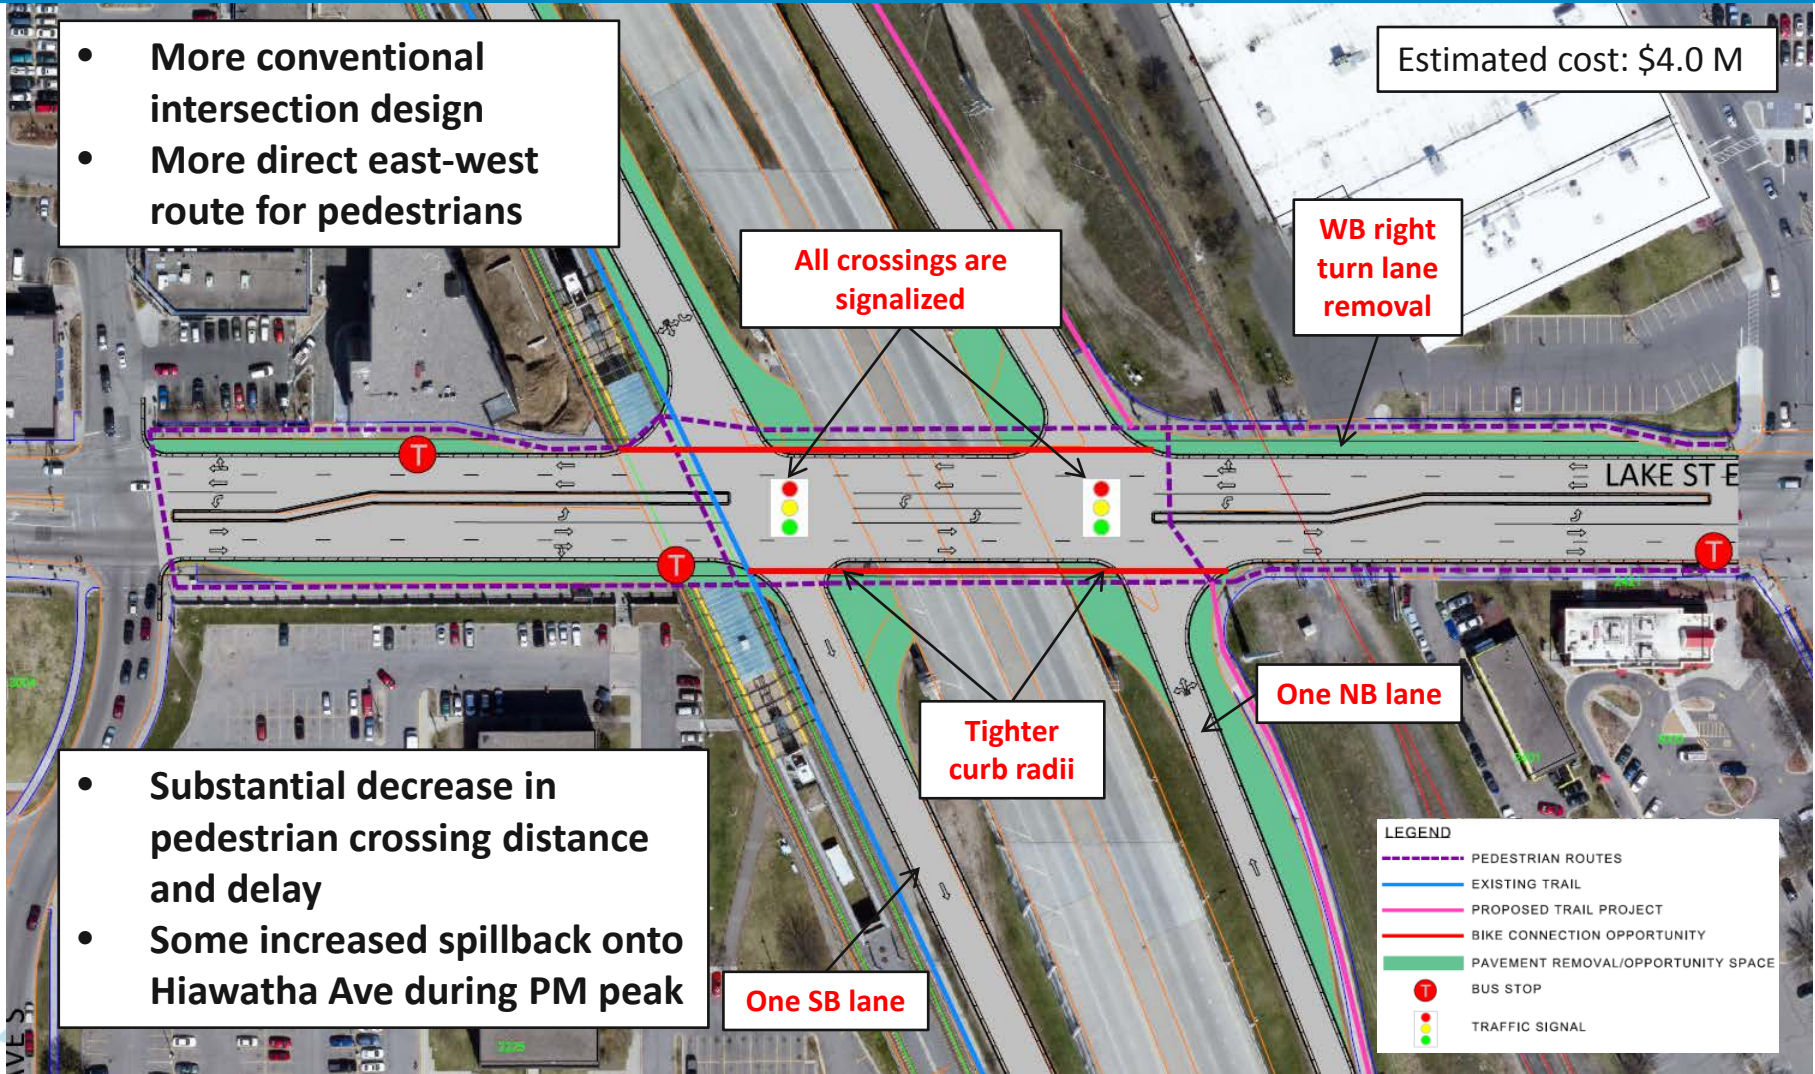 • More conventional
intersection design
• More direct east-west
route for pedestrians
Estimated cost: $4.0 M
All crossings are
signalized
WB right
turn lane
removal
T
LAKE ST E
T
T
One NB lane
Tighter
curb radii
• Substantial decrease in
pedestrian crossing distance
and delay
• Some increased spillback onto
Hiawatha Ave during PM peak
One SB lane
LEGEND
PEDESTRIAN ROUTES
EXISTING TRAIL
PROPOSED TRAIL PROJECT
BIKE CONNECTION OPPORTUNITY
PAVEMENT REMOVAL/OPPORTUNITY SPACE
T BUS STOP
TRAFFIC SIGNAL
AVE S